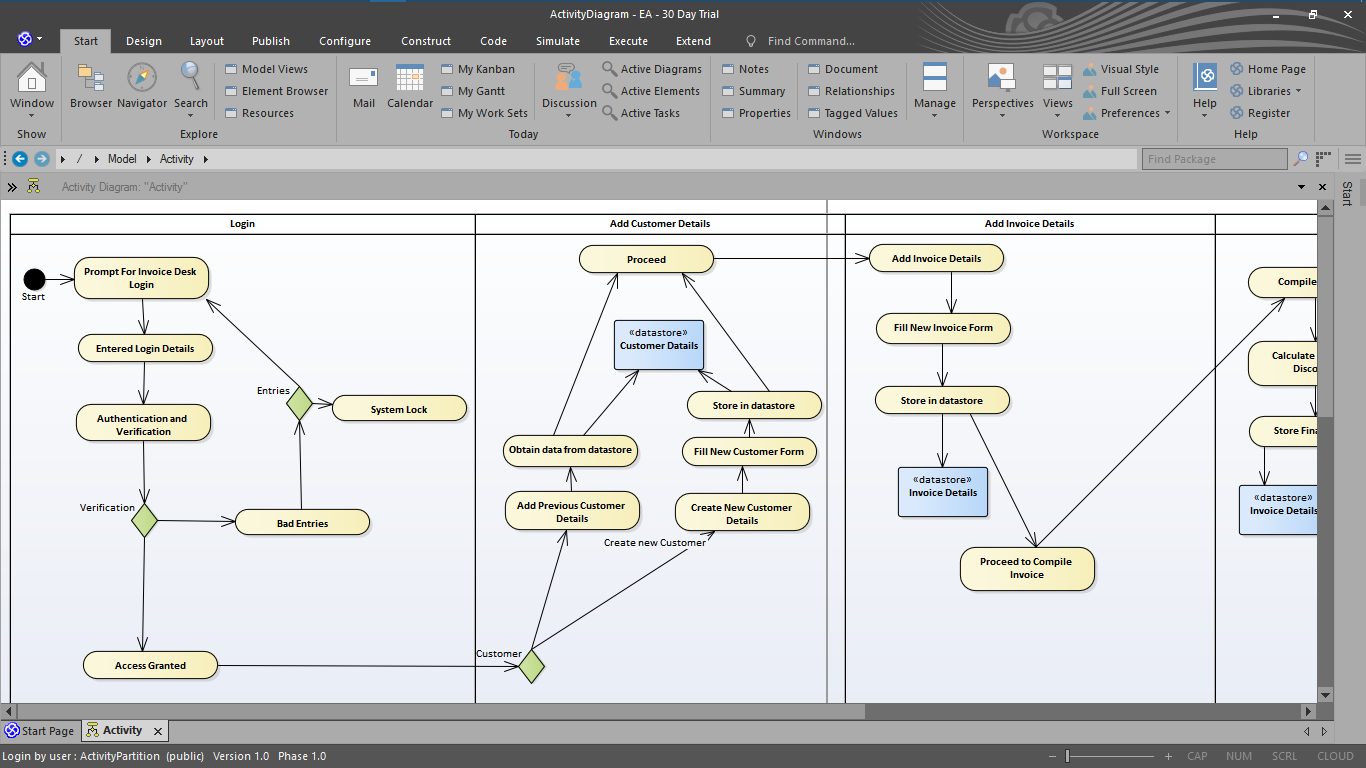 ActivityDiagram - EA - 30 Day Trial
Start Design Layout Publish Configure Construct Code Simulate Execute Extend Find Command...
Model Views My Kanban Active Diagrams Notes Document Visual Style Home Page
Element Browser My Gantt Active Elements Summary Relationships Full Screen Libraries
Window Browser Navigator Search Mail Calendar Discussion Manage Perspectives Views Help
Resources My Work Sets Active Tasks Properties Tagged Values Preferences Register
Show Explore Today Windows Workspace Help
/ Model Activity Find Package
Activity Diagram: "Activity"
Start
Login Add Customer Details Add Invoice Details
Start
Prompt For Invoice Desk
Login
Entered Login Details
Authentication and
Verification
Entries
System Lock
Verification
Bad Entries
Access Granted
Proceed
«datastore»
Customer Datails
Store in datastore
Obtain data from datastore
Fill New Customer Form
Add Previous Customer
Details
Create New Customer
Details
Create new Customer
Customer
Add Invoice Details
Fill New Invoice Form
Store in datastore
«datastore»
Invoice Details
Proceed to Compile
Invoice
Compile
Calculate
Disco
Store Fina
«datastore»
Invoice Details
Start Page Activity
Login by user : ActivityPartition (public) Version 1.0 Phase 1.0 CAP NUM SCRL CLOUD